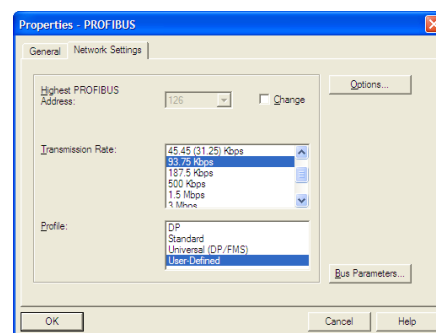 Properties - PROFIBUS
General Network Settings
Highest PROFIBUS
Address:
126
Change
Options...
Transmission Rate:
45.45 (31.25) Kbps
93.75 Kbps
187.5 Kbps
500 Kbps
1.5 Mbps
3 Mbps
Profile:
DP
Standard
Universal (DP/FMS)
User-Defined
Bus Parameters...
OK Cancel Help